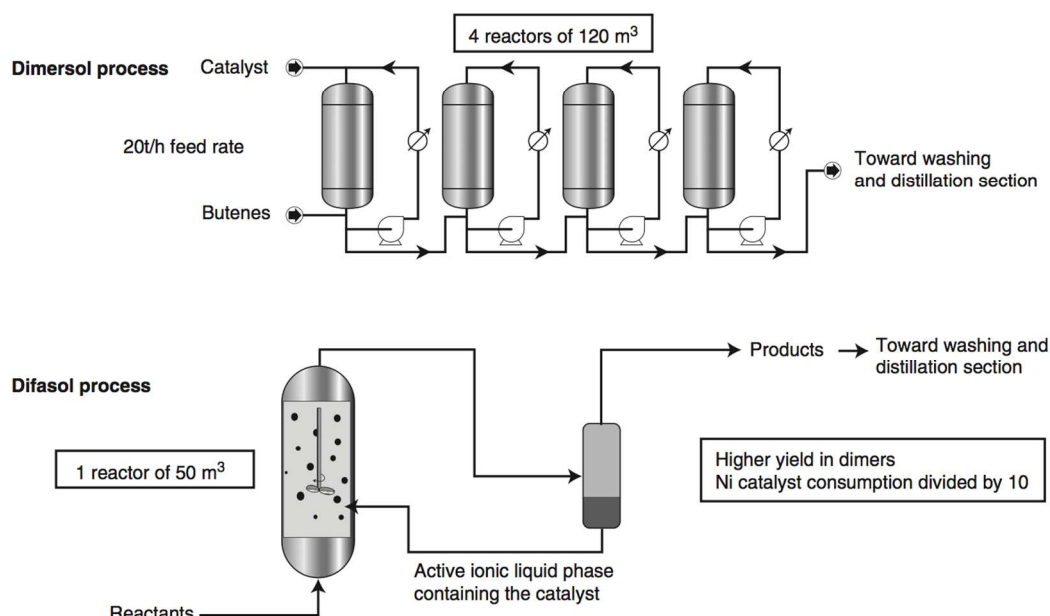 4 reactors of 120 m³
Dimersol process
Catalyst
20t/h feed rate
Toward washing
and distillation section
Butenes
Products
Toward washing and
distillation section
Difasol process
1 reactor of 50 m³
Higher yield in dimers
Ni catalyst consumption divided by 10
Active ionic liquid phase
containing the catalyst
Reactants